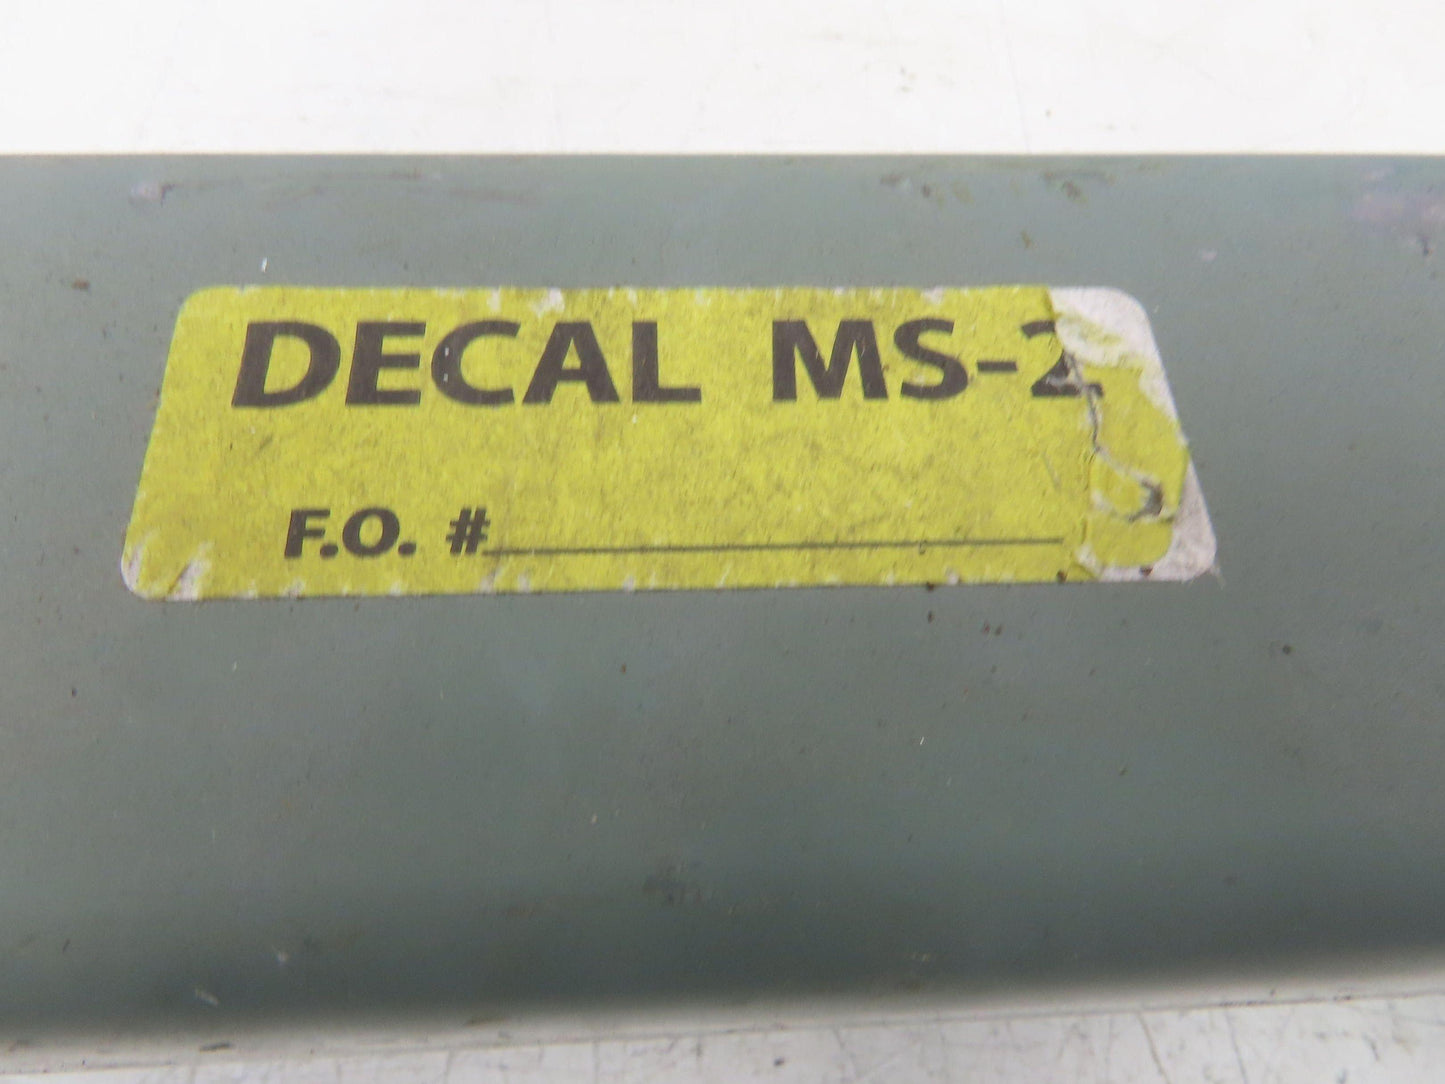 DECAL MS-2
F.O. #